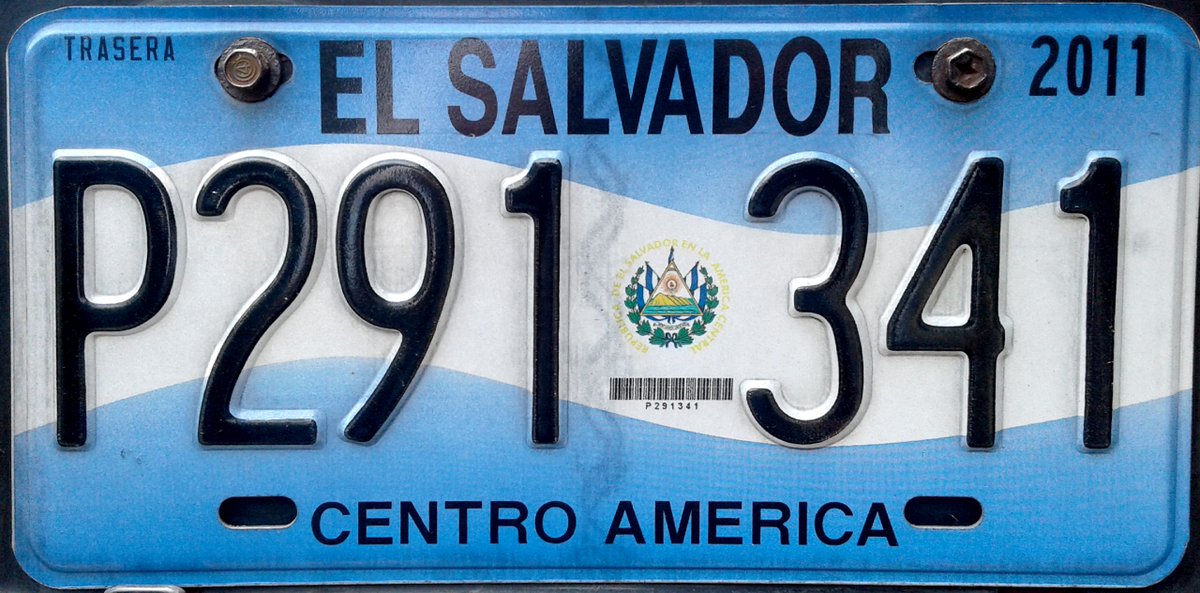 TRASERA
EL SALVADOR
2011
P291 341
REPUBLICA DE EL SALVADOR EN LA AMERICA CENTRAL
P291341
CENTRO AMERICA